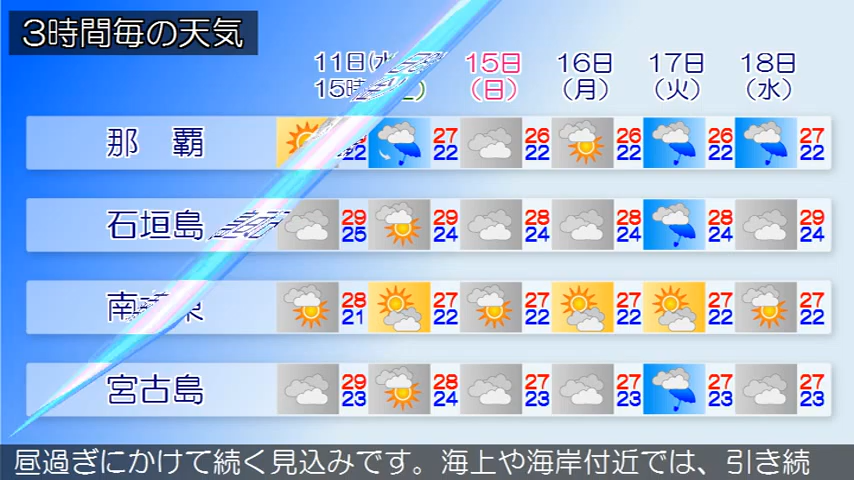 3時間毎の天気
11日(水
15日 16日 17日 18日
15時
(日) (月) (火) (水)
那 覇 22 27 22 26 22 26 22 26 22 27 22
石垣島 29 25 29 24 28 24 28 24 28 24 29 24
南 28 21 27 22 27 22 27 22 27 22 27 22
宮古島 29 23 28 24 27 23 27 23 27 23 27 23
昼過ぎにかけて続く見込みです。海上や海岸付近では、引き続